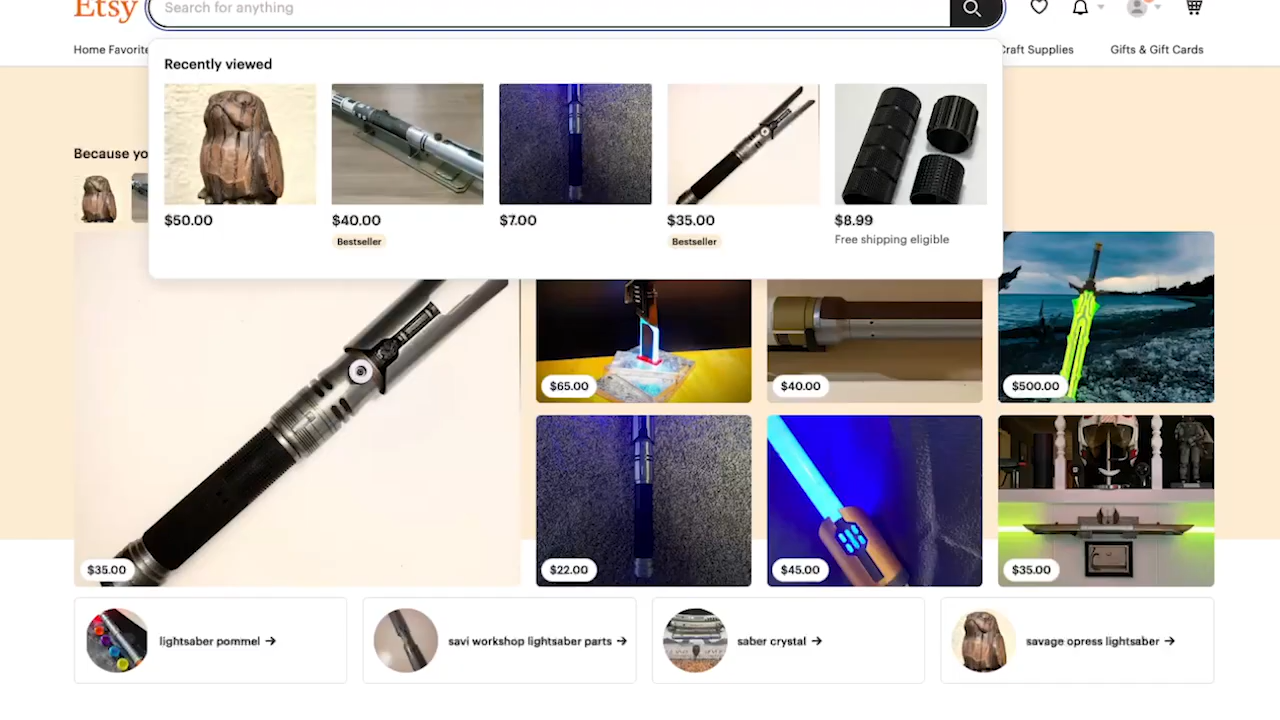 Etsy
Search for anything
Home Favorite
Craft Supplies
Gifts & Gift Cards
Recently viewed
$50.00
$40.00
$7.00
$35.00
$8.99
Bestseller
Bestseller
Free shipping eligible
Because yo
$65.00
$40.00
$500.00
$35.00
$22.00
$45.00
$35.00
lightsaber pommel →
savi workshop lightsaber parts →
saber crystal →
savage opress lightsaber →